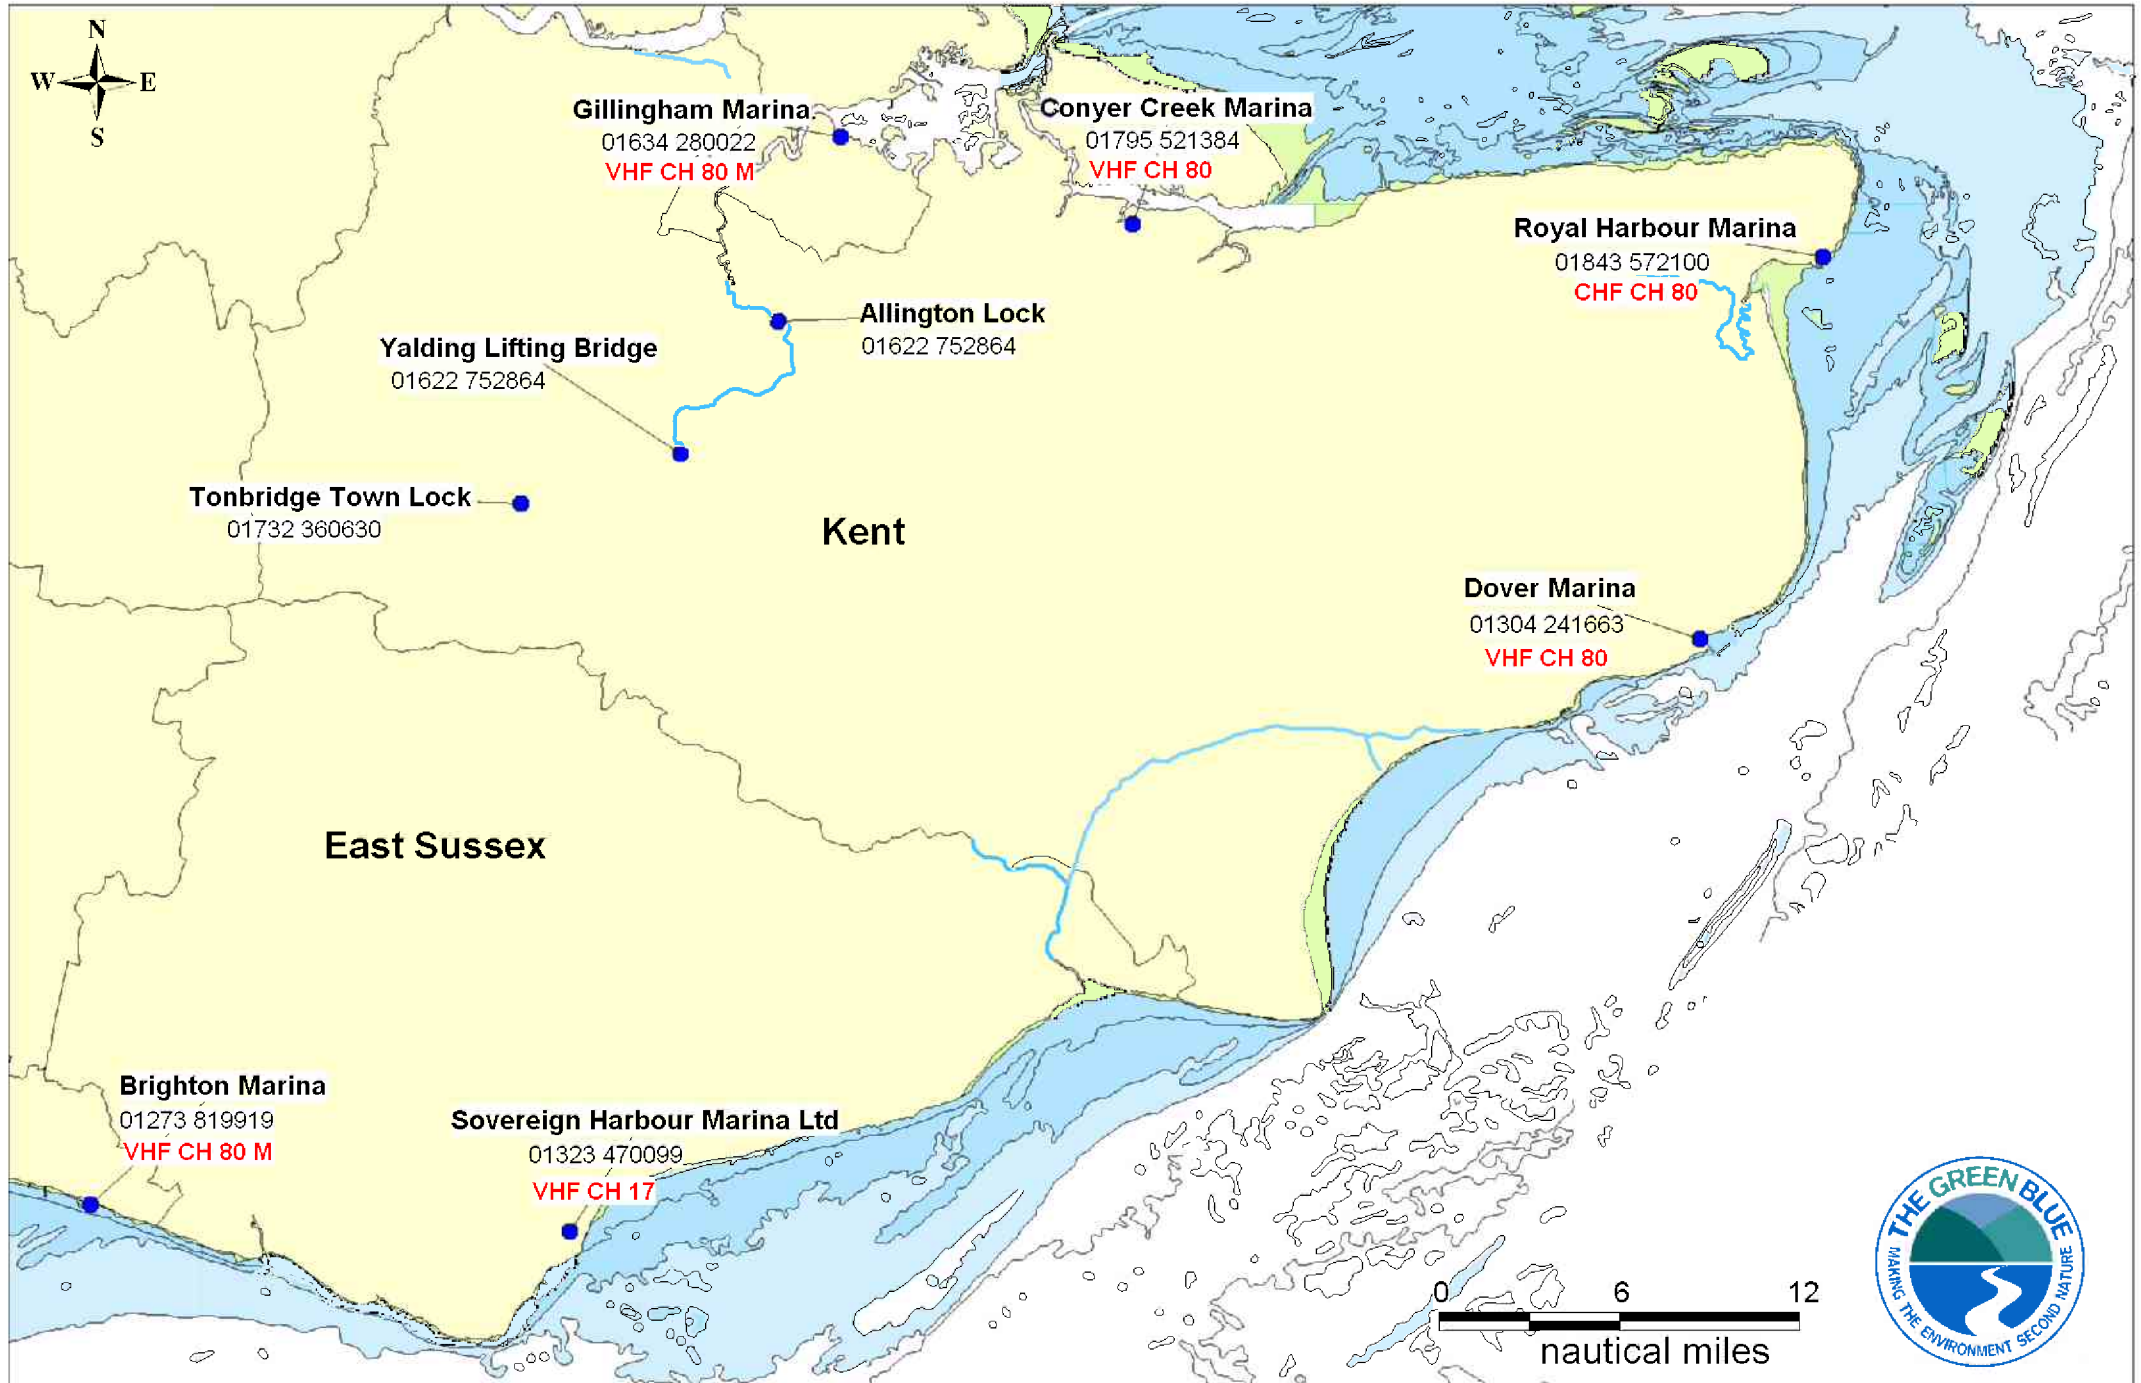 N
W E
S
Gillingham Marina
01634 280022
VHF CH 80 M
Conyer Creek Marina
01795 521384
VHF CH 80
Royal Harbour Marina
01843 572100
CHF CH 80
Allington Lock
01622 752864
Yalding Lifting Bridge
01622 752864
Tonbridge Town Lock
01732 360630
Kent
Dover Marina
01304 241663
VHF CH 80
East Sussex
Brighton Marina
01273 819919
VHF CH 80 M
Sovereign Harbour Marina Ltd
01323 470099
VHF CH 17
0 6 12
nautical miles
THE GREEN BLUE
MAKING THE ENVIRONMENT SECOND NATURE